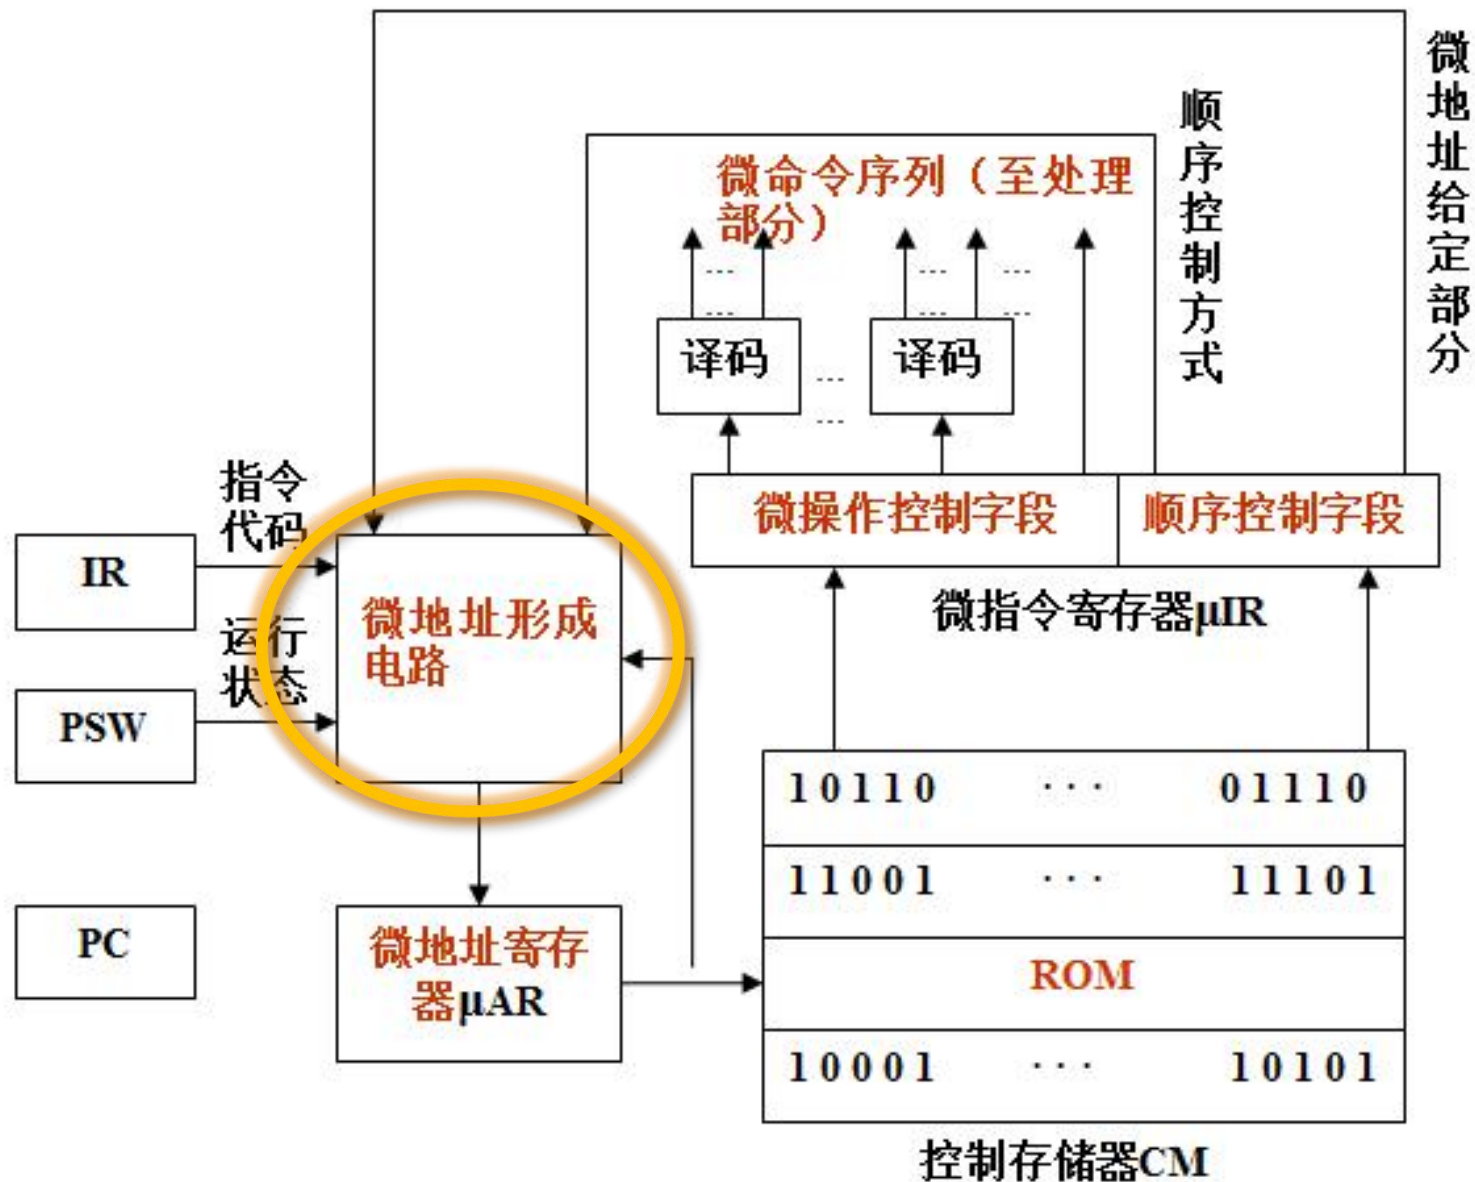 微地址给定部分
顺序控制方式
微命令序列（至处理
部分）
... ...
... ... ...
译码
...
译码
...
指令
代码
IR
运行
状态
PSW
微地址形成
电路
微操作控制字段
顺序控制字段
微指令寄存器μIR
PC
微地址寄存
器μAR
10110 ··· 01110
11001 ··· 11101
ROM
10001 ··· 10101
控制存储器CM